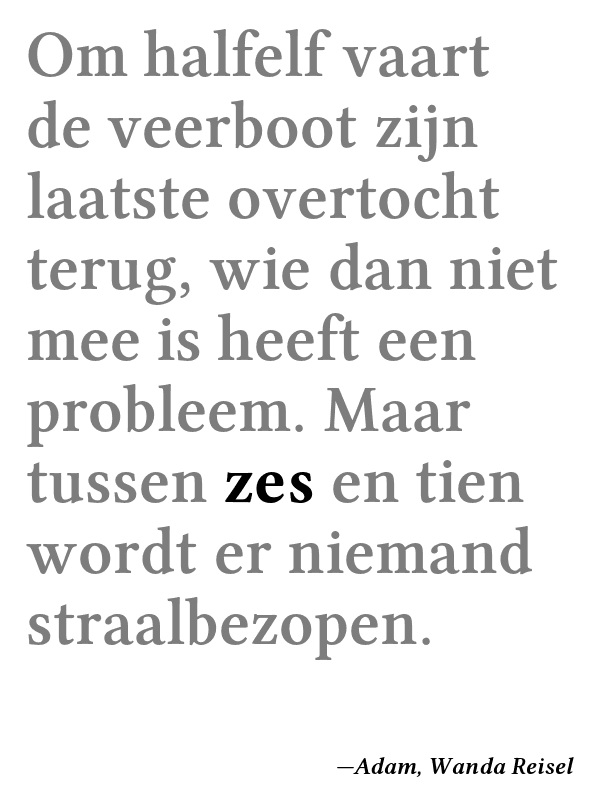 Om halfelf vaart
de veerboot zijn
laatste overtocht
terug, wie dan niet
mee is heeft een
probleem. Maar
tussen zes en tien
wordt er niemand
straalbezopen.
—Adam, Wanda Reisel